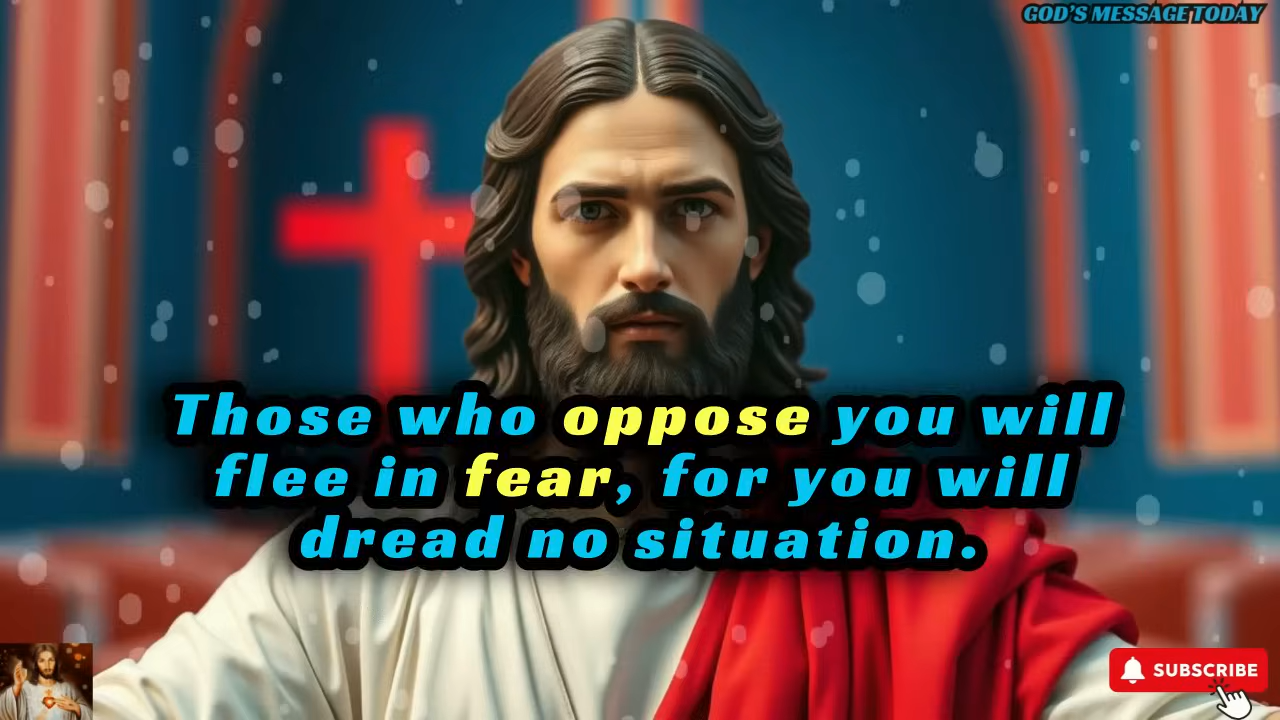 GOD'S MESSAGE TODAY
Those who oppose you will
flee in fear, for you will
dread no situation.
SUBSCRIBE